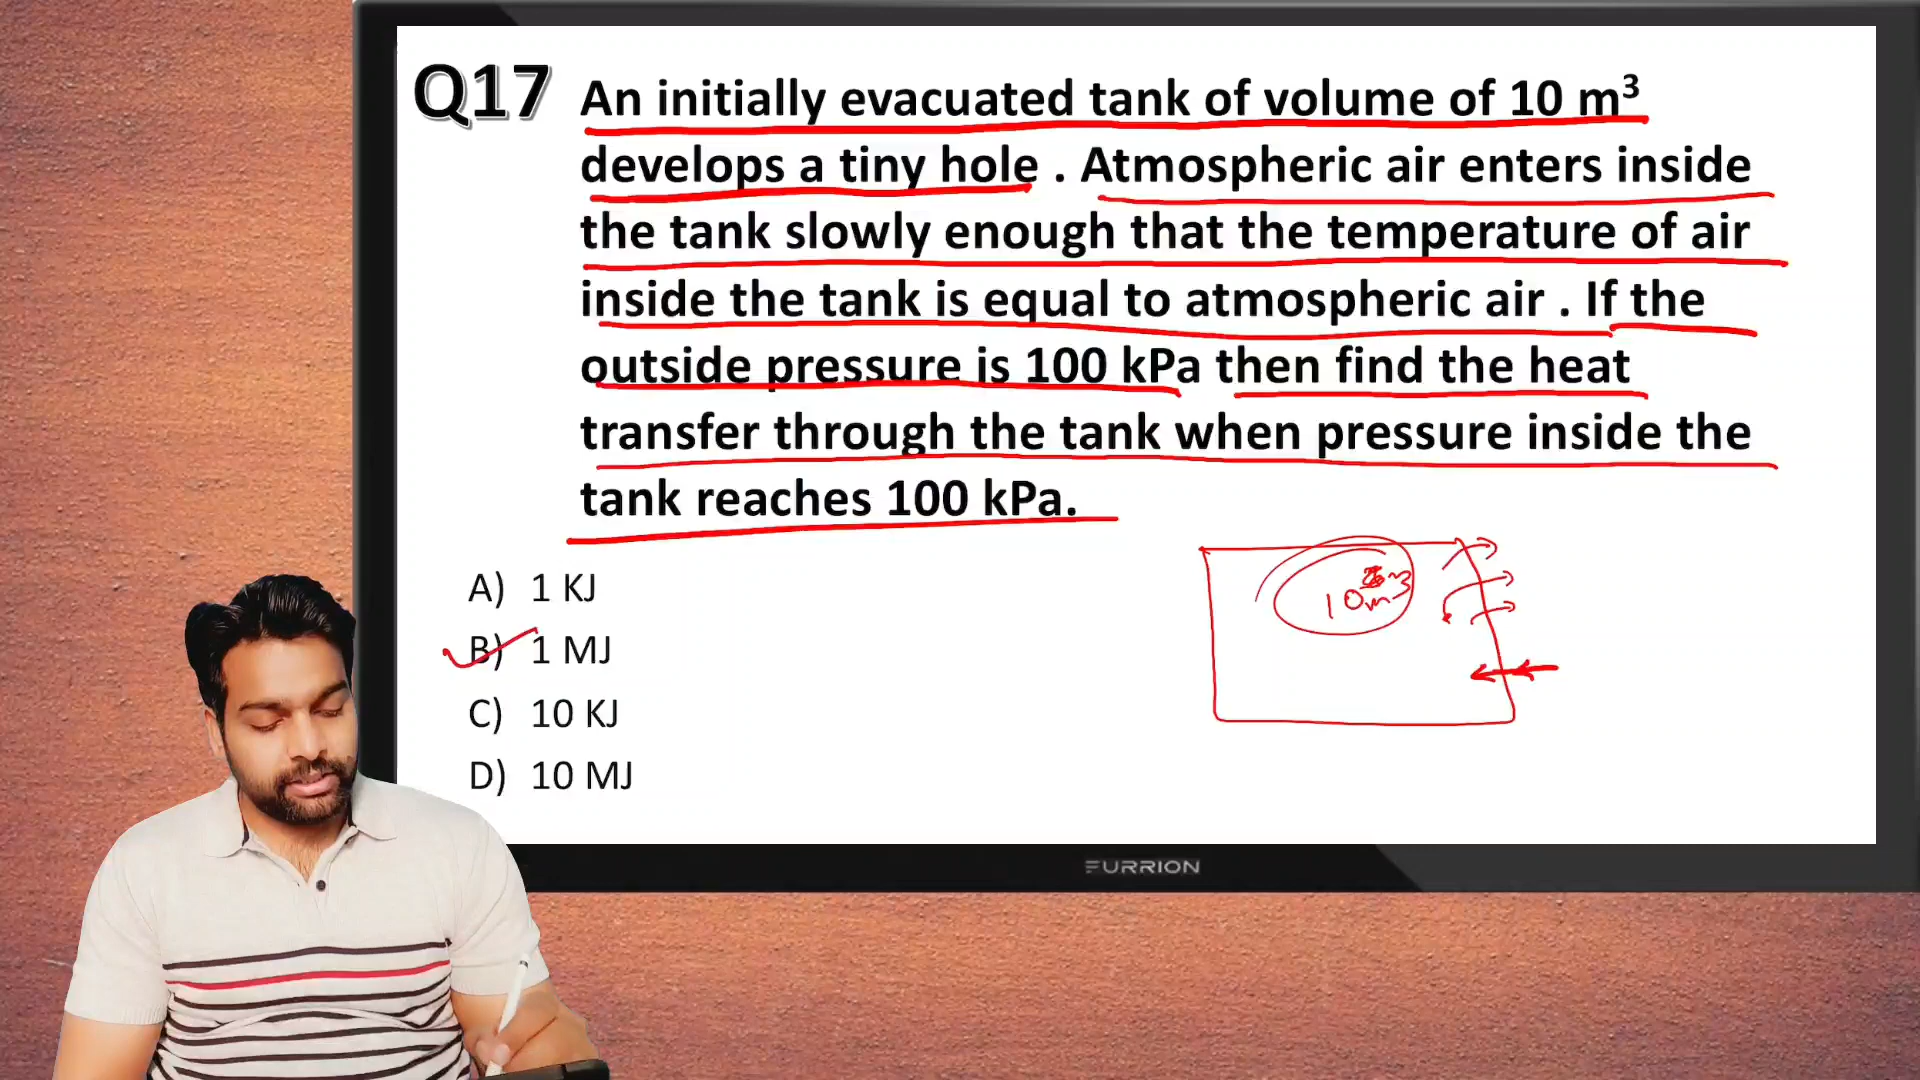 Q17 An initially evacuated tank of volume of 10 m³
develops a tiny hole . Atmospheric air enters inside
the tank slowly enough that the temperature of air
inside the tank is equal to atmospheric air . If the
outside pressure is 100 kPa then find the heat
transfer through the tank when pressure inside the
tank reaches 100 kPa.
A) 1 KJ
B) 1 MJ
C) 10 KJ
D) 10 MJ
10m3
FURRION